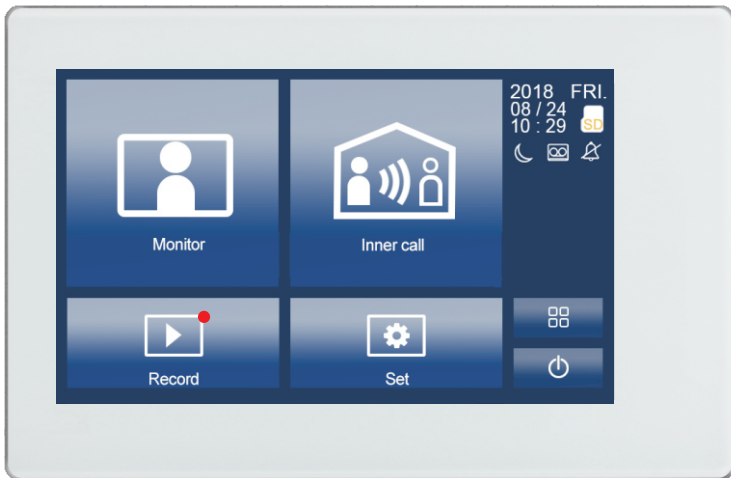 Monitor
Inner call
2018 FRI.
08 / 24
10 : 29 SD
Record
Set